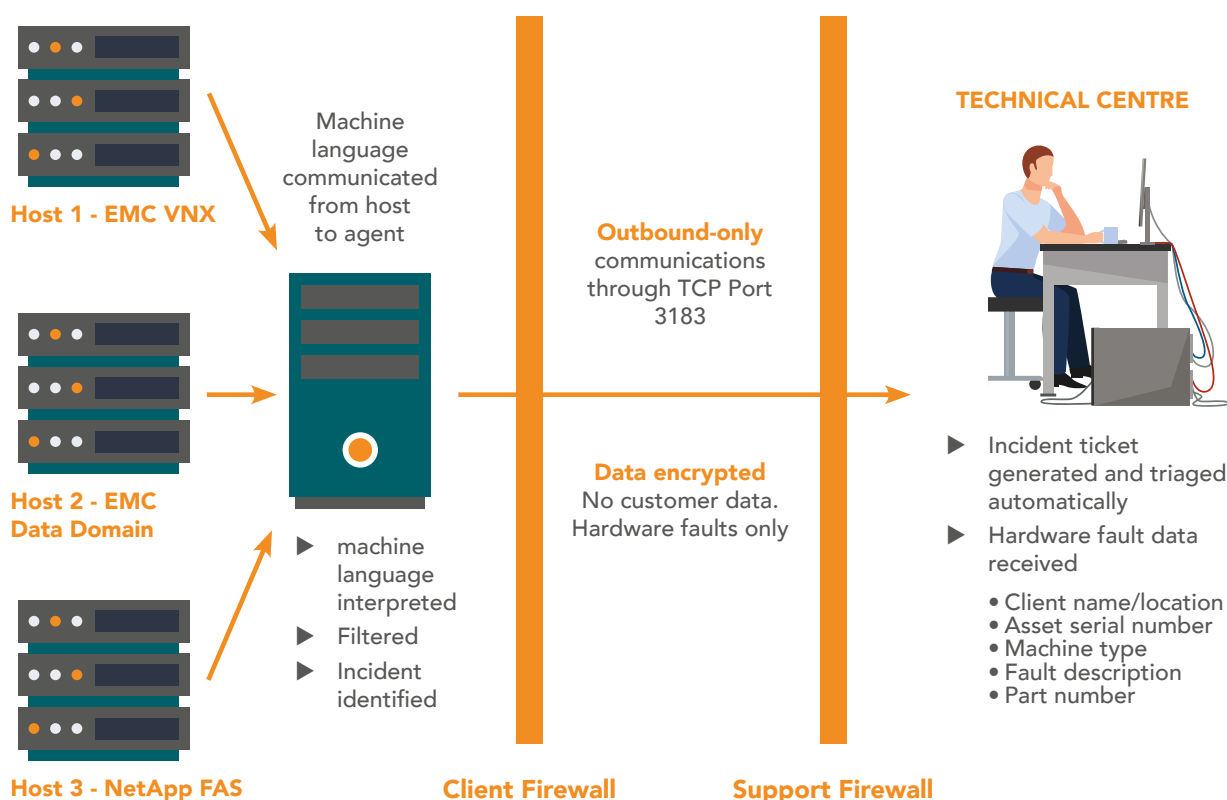 Host 1 - EMC VNX
Host 2 - EMC
Data Domain
Host 3 - NetApp FAS
Machine
language
communicated
from host
to agent
▶ machine
language
interpreted
▶ Filtered
▶ Incident
identified
Client Firewall
Outbound-only
communications
through TCP Port
3183
Data encrypted
No customer data.
Hardware faults only
Support Firewall
TECHNICAL CENTRE
▶ Incident ticket
generated and triaged
automatically
▶ Hardware fault data
received
• Client name/location
• Asset serial number
• Machine type
• Fault description
• Part number